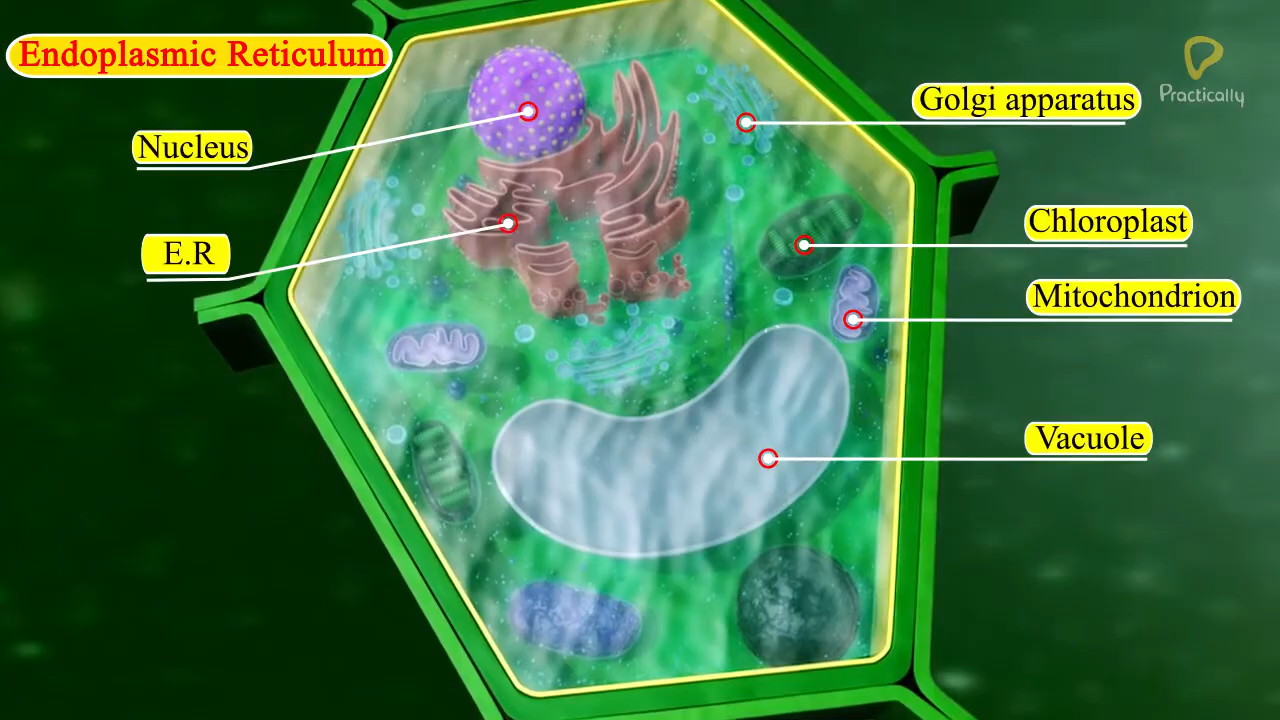 Endoplasmic Reticulum
Nucleus
E.R
Golgi apparatus
Practically
Chloroplast
Mitochondrion
Vacuole